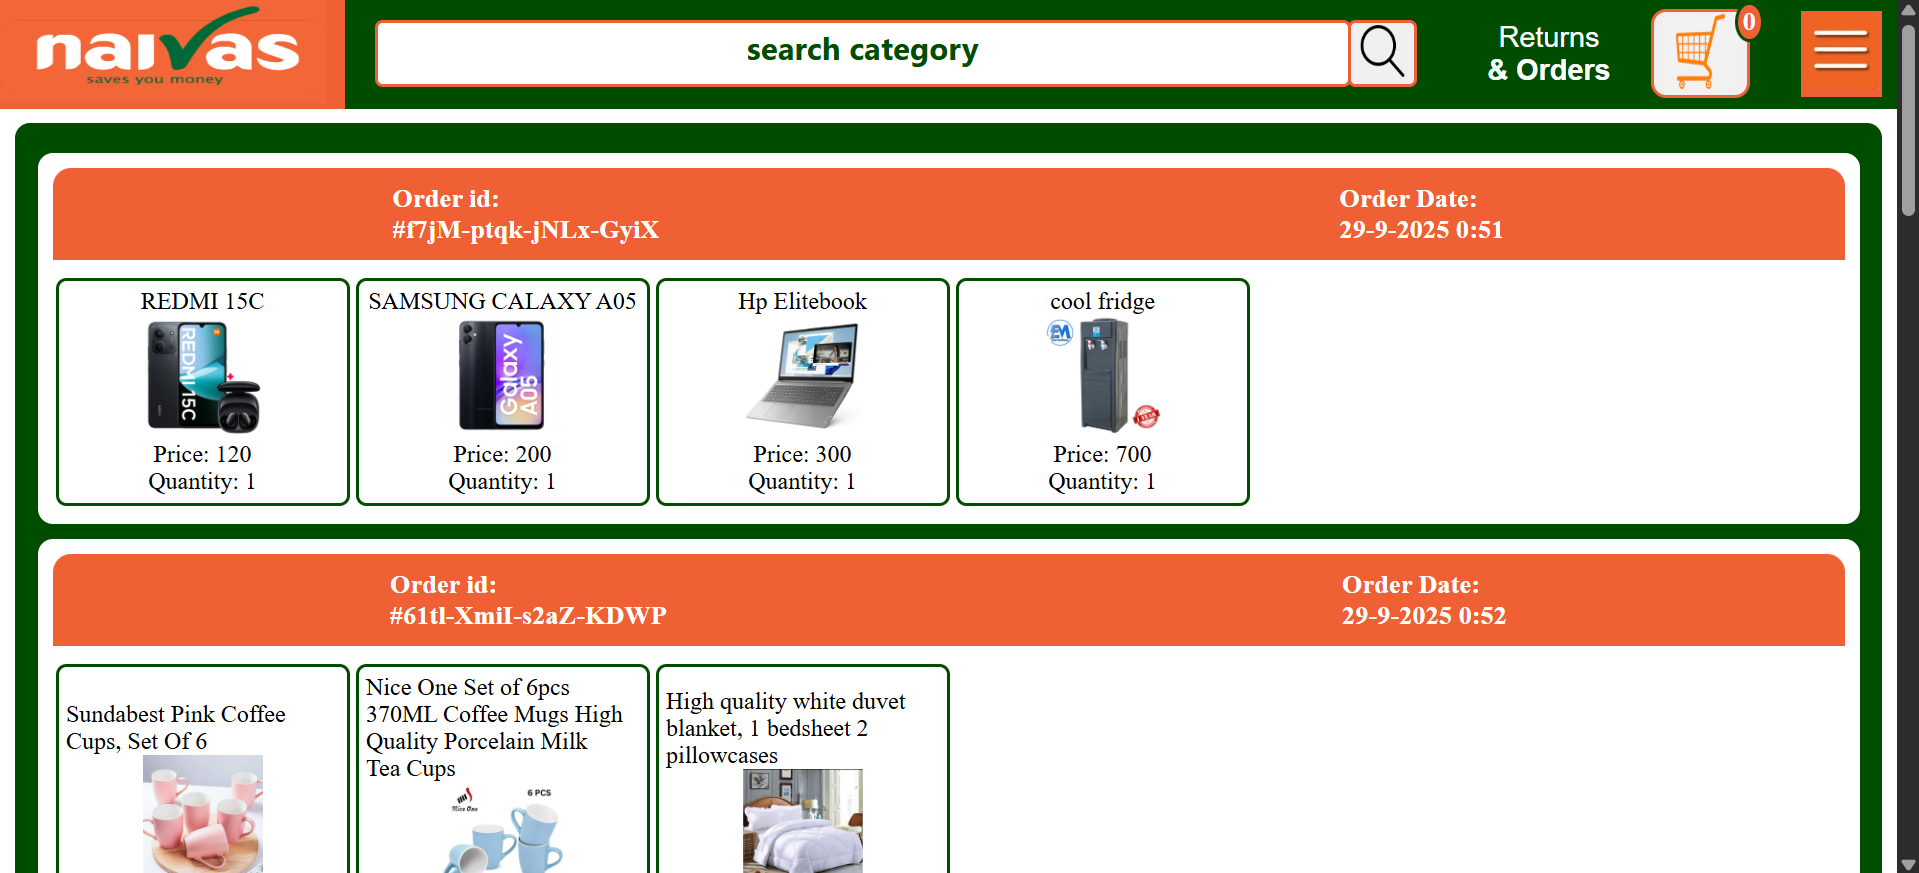 naivas
saves you money
search category
Returns
& Orders
0
Order id:
#f7jM-ptqk-jNLx-GyiX
Order Date:
29-9-2025 0:51
REDMI 15C
REDMI 15C
Price: 120
Quantity: 1
SAMSUNG CALAXY A05
Galaxy
A05
Price: 200
Quantity: 1
Hp Elitebook
Price: 300
Quantity: 1
cool fridge
EM
1 YEAR
Price: 700
Quantity: 1
Order id:
#61tl-XmiI-s2aZ-KDWP
Order Date:
29-9-2025 0:52
Sundabest Pink Coffee
Cups, Set Of 6
Nice One Set of 6pcs
370ML Coffee Mugs High
Quality Porcelain Milk
Tea Cups
Nice One
6 PCS
High quality white duvet
blanket, 1 bedsheet 2
pillowcases